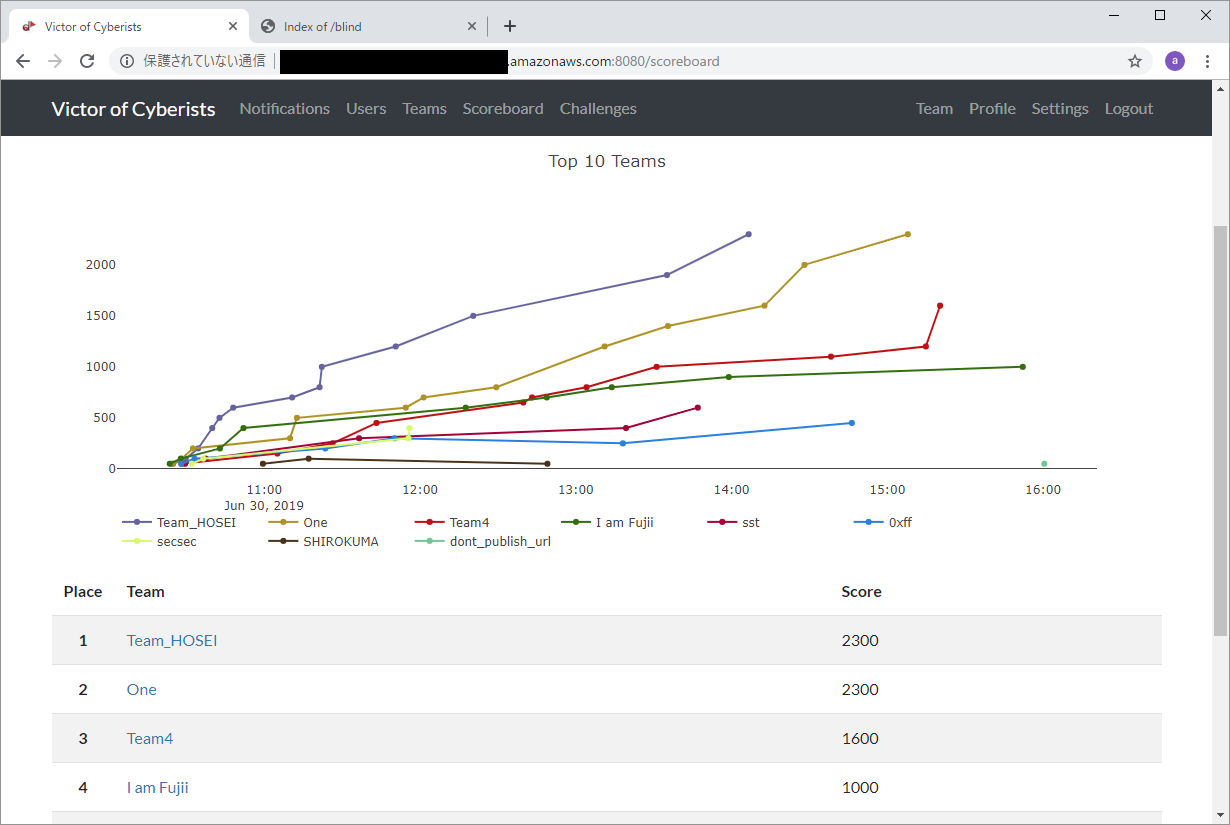 Victor of Cyberists
Index of /blind
保護されていない通信 .amazonaws.com:8080/scoreboard a
Victor of Cyberists Notifications Users Teams Scoreboard Challenges Team Profile Settings Logout
Top 10 Teams
2000
1500
1000
500
0
11:00 12:00 13:00 14:00 15:00 16:00
Jun 30, 2019
Team_HOSEI One Team4 I am Fujii sst 0xff
secsec SHIROKUMA dont_publish_url
Place Team Score
1 Team_HOSEI 2300
2 One 2300
3 Team4 1600
4 I am Fujii 1000